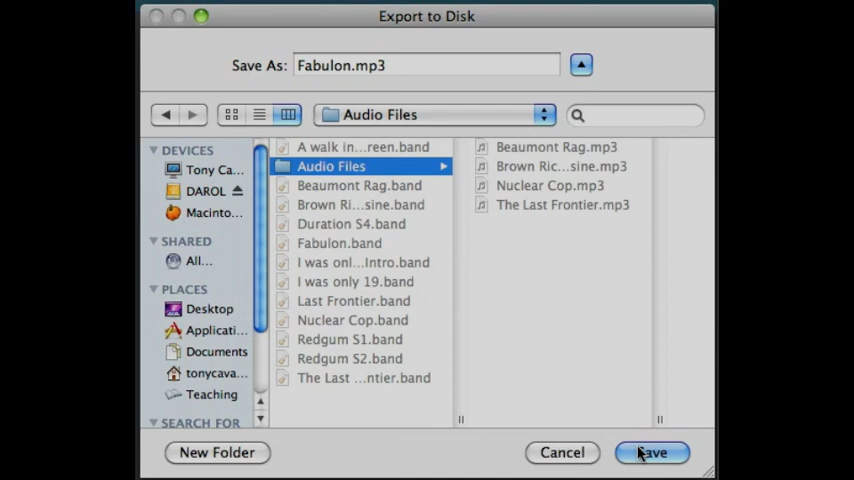 Export to Disk
Save As: Fabulon.mp3
Audio Files
DEVICES
Tony Ca...
DAROL
Macinto...
SHARED
All...
PLACES
Desktop
Applicati...
Documents
tonycava...
Teaching
SEARCH FOR
A walk in...reen.band
Audio Files
Beaumont Rag.band
Brown Ri...sine.band
Duration S4.band
Fabulon.band
I was onl...Intro.band
I was only 19.band
Last Frontier.band
Nuclear Cop.band
Redgum S1.band
Redgum S2.band
The Last ...ntier.band
Beaumont Rag.mp3
Brown Ric...sine.mp3
Nuclear Cop.mp3
The Last Frontier.mp3
New Folder
Cancel
Save